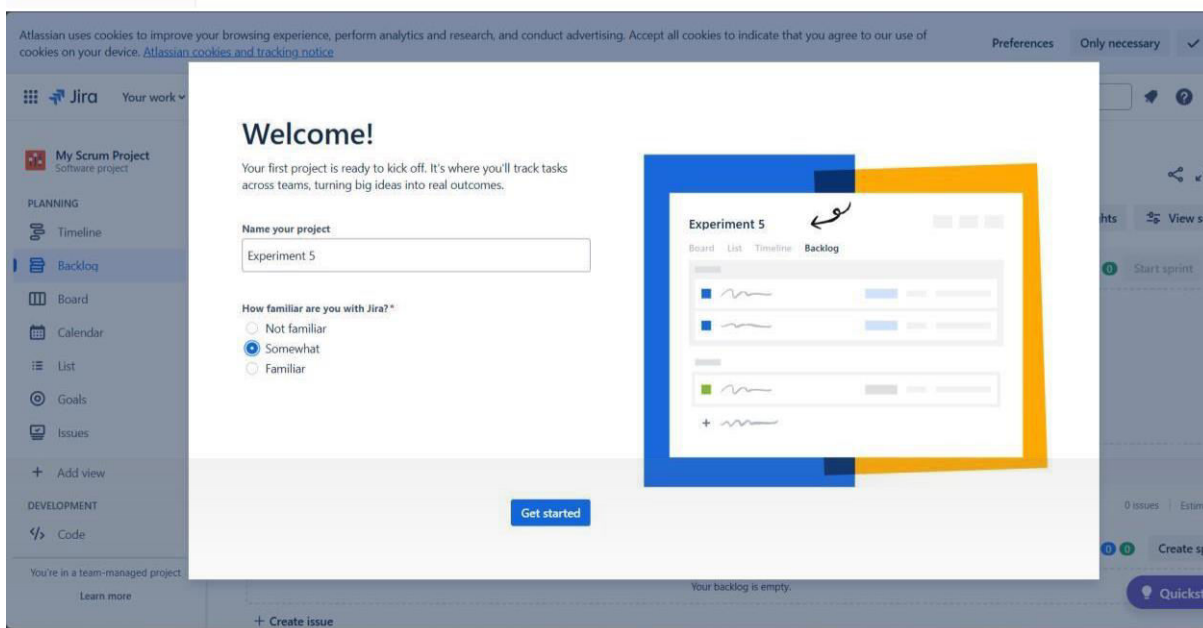 Atlassian uses cookies to improve your browsing experience, perform analytics and research, and conduct advertising. Accept all cookies to indicate that you agree to our use of
cookies on your device. Atlassian cookies and tracking notice
Preferences
Only necessary
Jira
Your work
My Scrum Project
Software project
PLANNING
Timeline
Backlog
Board
Calendar
List
Goals
Issues
+ Add view
DEVELOPMENT
</> Code
You're in a team-managed project
Learn more
Welcome!
Your first project is ready to kick off. It's where you'll track tasks
across teams, turning big ideas into real outcomes.
Name your project
Experiment 5
How familiar are you with Jira?*
Not familiar
Somewhat
Familiar
Get started
Experiment 5
Board List Timeline Backlog
View s
0 Start sprint
0 issues Estim
0 0 Create sp
Your backlog is empty.
Quickst
+ Create issue